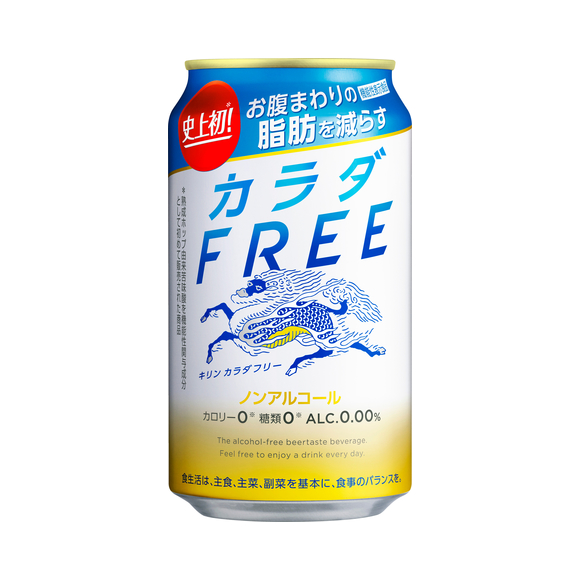 史上初!※
お腹まわりの
機能性表示食品
脂肪を減らす
カラダ
FREE
＊熟成ホップ由来苦味酸を機能性関与成分
として初めて販売された商品
キリン カラダフリー
ノンアルコール
カロリー0※ 糖類0※ ALC.0.00%
The alcohol-free beertaste beverage.
Feel free to enjoy a drink every day.
食生活は、主食、主菜、副菜を基本に、食事のバランスを。